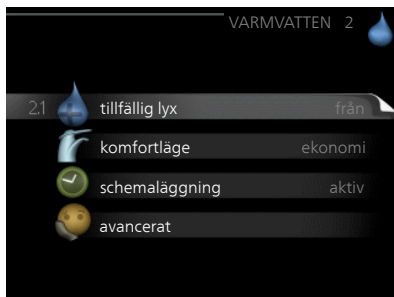 VARMVATTEN 2
2.1 tillfällig lyx från
komfortläge ekonomi
schemaläggning aktiv
avancerat